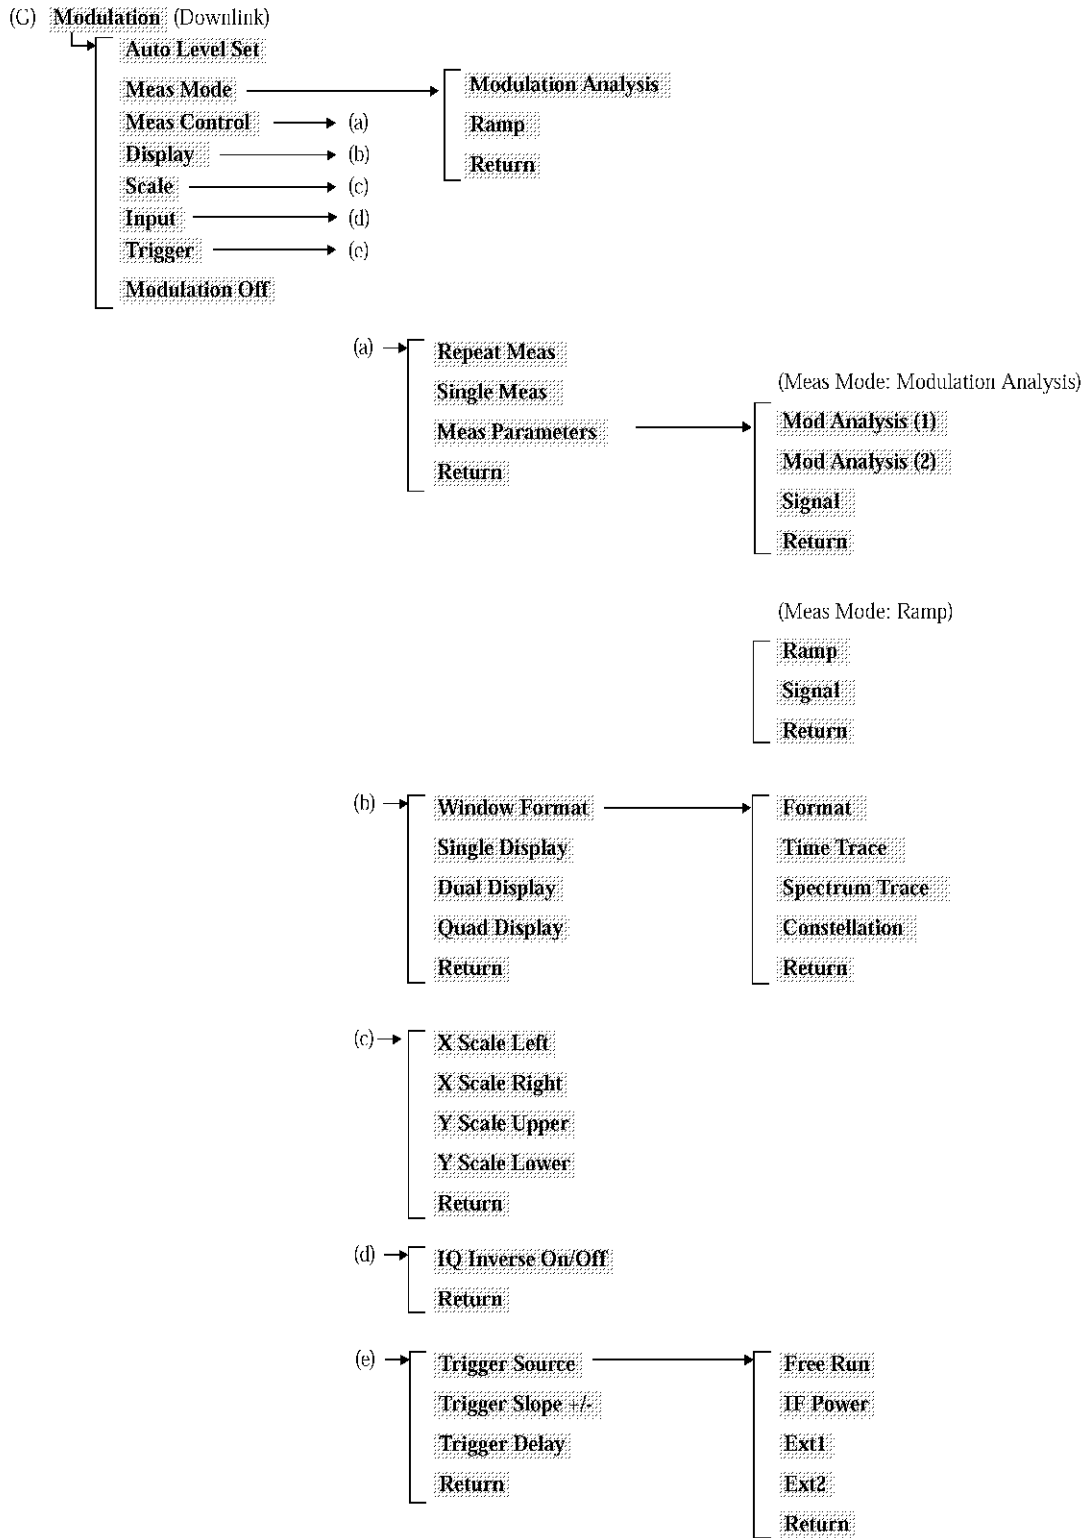 (C) Modulation (Downlink)
Auto Level Set
Meas Mode
Meas Control
(a)
Display
(b)
Scale
(c)
Input
(d)
Trigger
(e)
Modulation Off
Modulation Analysis
Ramp
Return
(a)
Repeat Meas
Single Meas
Meas Parameters
Return
(Meas Mode: Modulation Analysis)
Mod Analysis (1)
Mod Analysis (2)
Signal
Return
(Meas Mode: Ramp)
Ramp
Signal
Return
(b)
Window Format
Single Display
Dual Display
Quad Display
Return
Format
Time Trace
Spectrum Trace
Constellation
Return
(c)
X Scale Left
X Scale Right
Y Scale Upper
Y Scale Lower
Return
(d)
IQ Inverse On/Off
Return
(e)
Trigger Source
Trigger Slope +/-
Trigger Delay
Return
Free Run
IF Power
Ext1
Ext2
Return